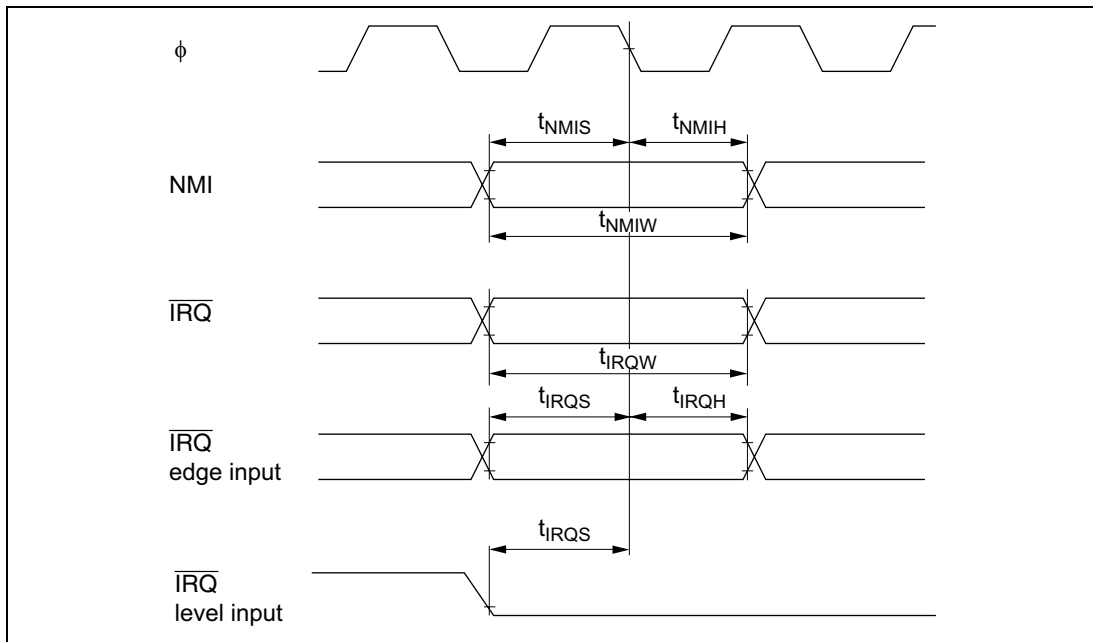 ϕ
tNMIS tNMIH
NMI
tNMIW
IRQ
tIRQW
tIRQS tIRQH
IRQ
edge input
tIRQS
IRQ
level input